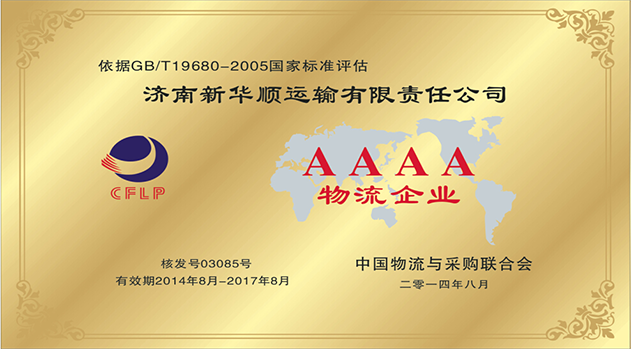 依据GB/T19680-2005国家标准评估
济南新华顺运输有限责任公司
CFLP
AAAA
物流企业
核发号03085号
有效期2014年8月-2017年8月
中国物流与采购联合会
二零一四年八月